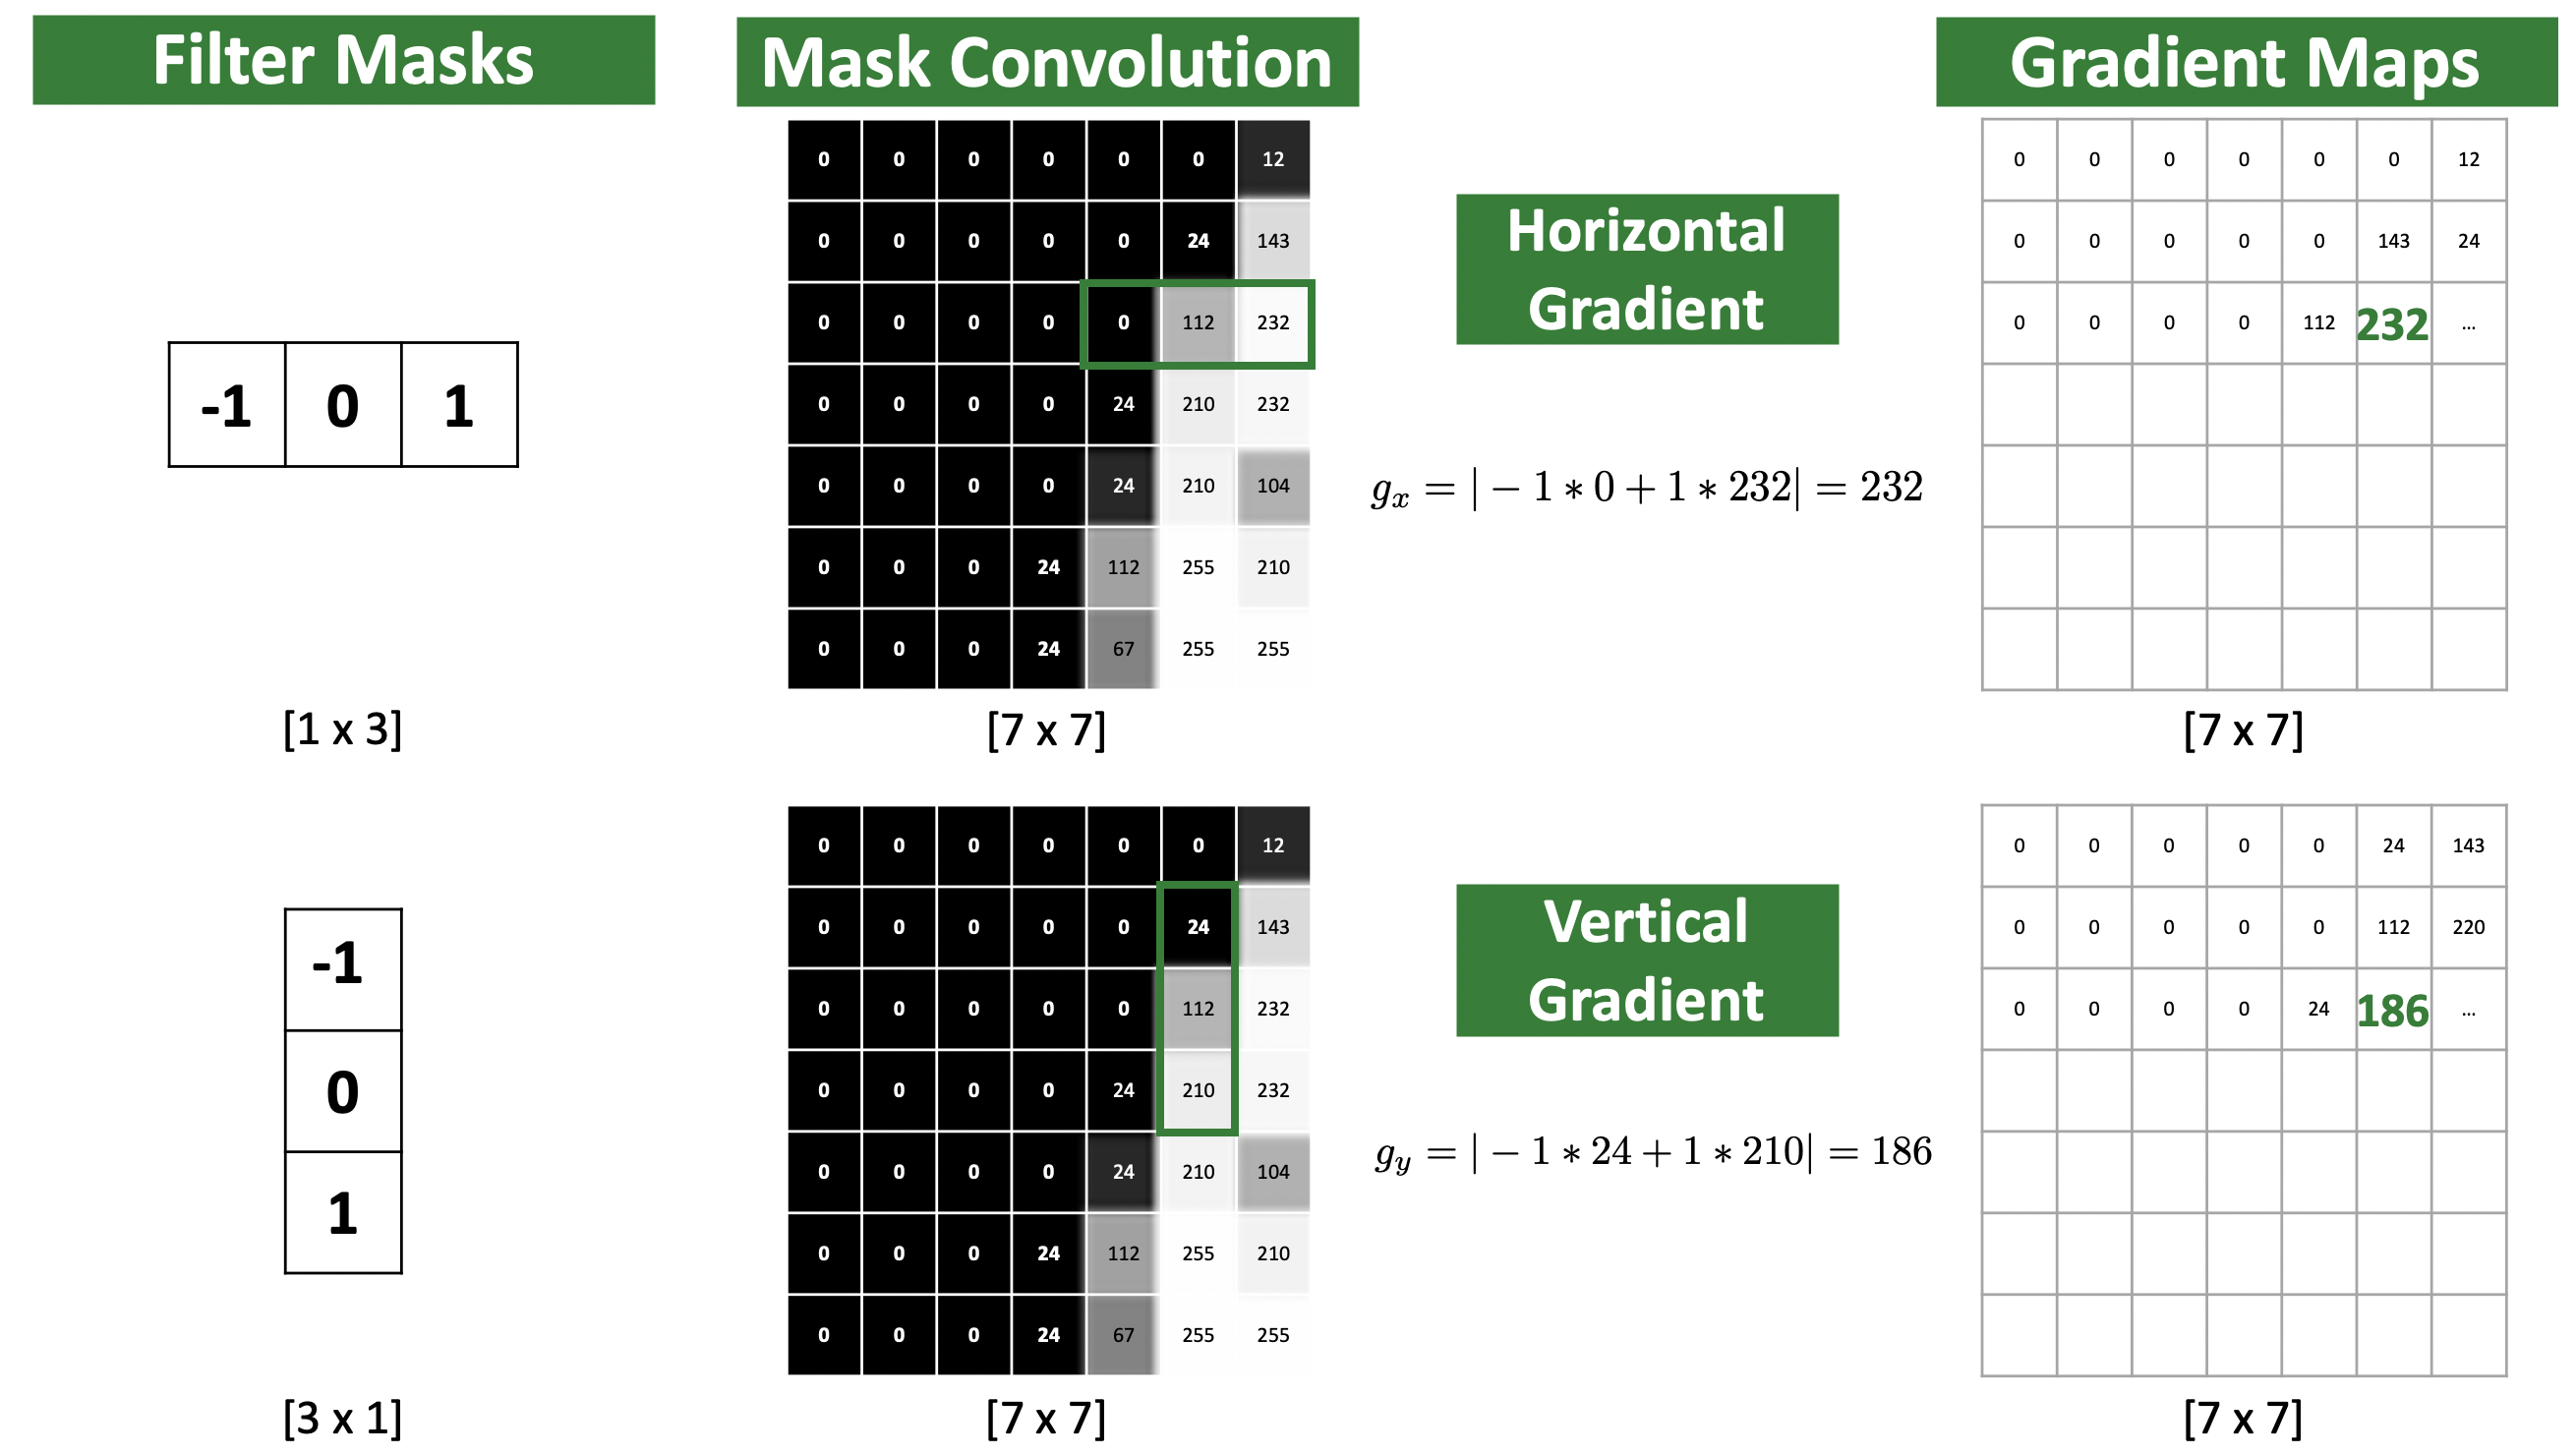 Filter Masks
Mask Convolution
Gradient Maps
-1 0 1
[1 x 3]
0 0 0 0 0 0 12
0 0 0 0 0 24 143
0 0 0 0 0 112 232
0 0 0 0 24 210 232
0 0 0 0 24 210 104
0 0 0 24 112 255 210
0 0 0 24 67 255 255
[7 x 7]
Horizontal
Gradient
g_x = | − 1 * 0 + 1 * 232| = 232
0 0 0 0 0 0 12
0 0 0 0 0 143 24
0 0 0 0 112 232 ...
[7 x 7]
-1
0
1
[3 x 1]
0 0 0 0 0 0 12
0 0 0 0 0 24 143
0 0 0 0 0 112 232
0 0 0 0 24 210 232
0 0 0 0 24 210 104
0 0 0 24 112 255 210
0 0 0 24 67 255 255
[7 x 7]
Vertical
Gradient
g_y = | − 1 * 24 + 1 * 210| = 186
0 0 0 0 0 24 143
0 0 0 0 0 112 220
0 0 0 0 24 186 ...
[7 x 7]